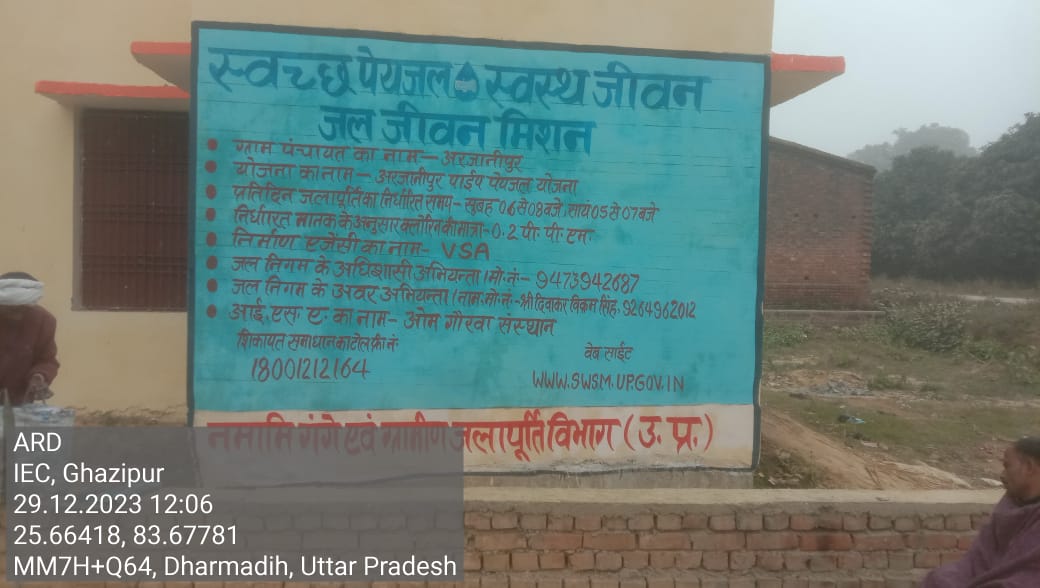 स्वच्छ पेयजल स्वस्थ जीवन
जल जीवन मिशन
ग्राम पंचायत का नाम – अरजानीपुर
योजना का नाम – अरजानीपुर पाईप पेयजल योजना
प्रतिदिन जलापूर्ति का निर्धारित समय – सुबह 06 से 08 बजे, सायं 05 से 07 बजे
निर्धारित मानक के अनुसार क्लोरिन की मात्रा - 0.2 पी. पी. एम.
निर्माण एजेंसी का नाम – VSA
जल निगम के अधिशासी अभियन्ता / मो. नं. – 9473942687
जल निगम के अवर अभियन्ता / नाम. मो. नं. - श्री दिवाकर विक्रम सिंह, 9264962012
आई. एस. ए. का नाम – ओम गौरवा संस्थान
शिकायत समाधान का टोल फ्री नं.
18001212164
वेब साईट
WWW.SWSM.UP.GOV.IN
नमामि गंगे एवं ग्रामीण जलापूर्ति विभाग (उ. प्र.)
ARD
IEC, Ghazipur
29.12.2023 12:06
25.66418, 83.67781
MM7H+Q64, Dharmadih, Uttar Pradesh